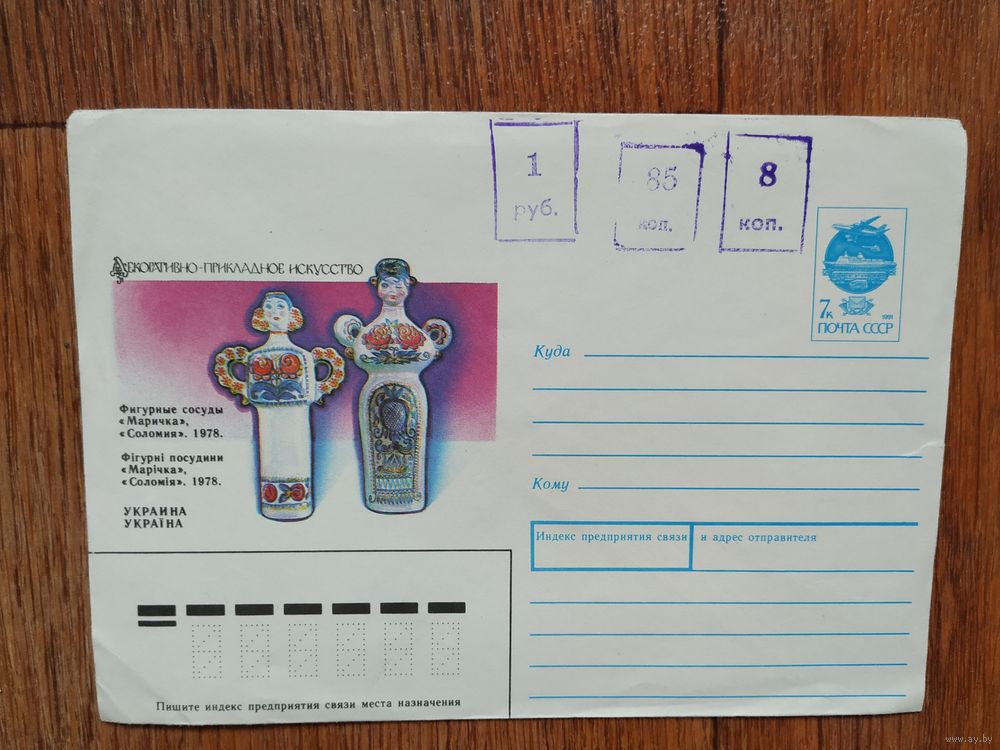 1
руб.
85
коп.
8
коп.
7к
1991
ПОЧТА СССР
ДЕКОРАТИВНО-ПРИКЛАДНОЕ ИСКУССТВО
Фигурные сосуды
«Маричка»,
«Соломия». 1978.
Фігурні посудини
«Марічка»,
«Соломія». 1978.
УКРАИНА
УКРАЇНА
Куда
Кому
Индекс предприятия связи и адрес отправителя
Пишите индекс предприятия связи места назначения
www.ay.by